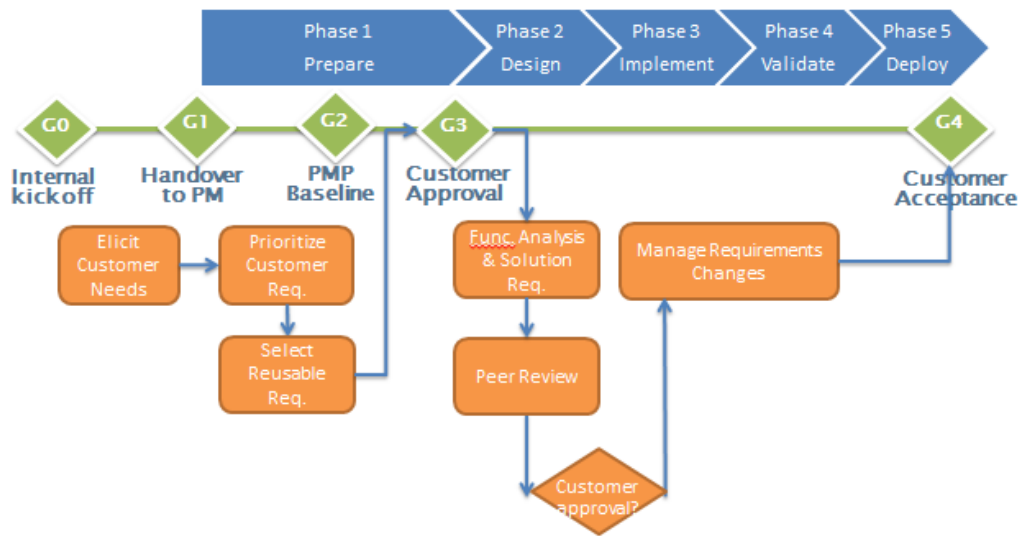 Phase 1
Prepare
Phase 2
Design
Phase 3
Implement
Phase 4
Validate
Phase 5
Deploy
G0
G1
G2
G3
G4
Internal
kickoff
Handover
to PM
PMP
Baseline
Customer
Approval
Customer
Acceptance
Elicit
Customer
Needs
Prioritize
Customer
Req.
Select
Reusable
Req.
Func. Analysis
& Solution
Req.
Peer Review
Customer
approval?
Manage Requirements
Changes